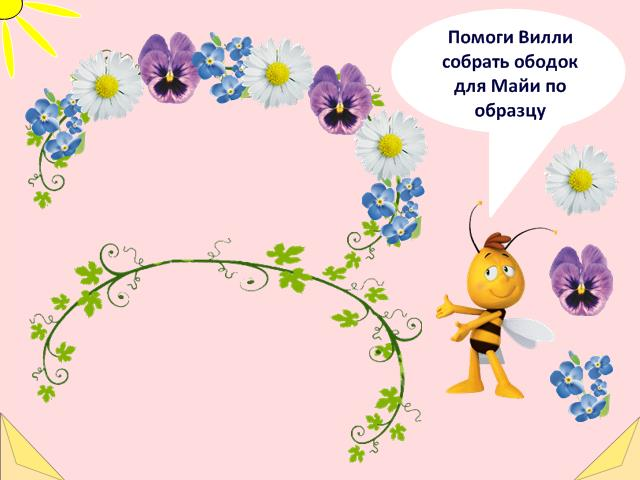 Помоги Вилли
собрать ободок
для Майи по
образцу